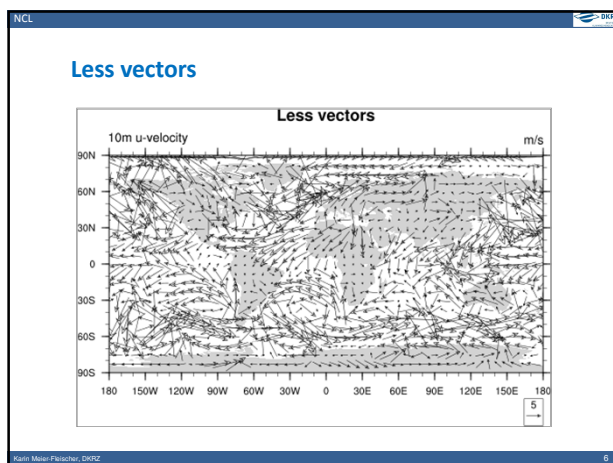 NCL
DKR
Less vectors
Less vectors
10m u-velocity m/s
90N
60N
30N
0
30S
60S
90S
180 150W 120W 90W 60W 30W 0 30E 60E 90E 120E 150E 180
5
Karin Meier-Fleischer, DKRZ 6